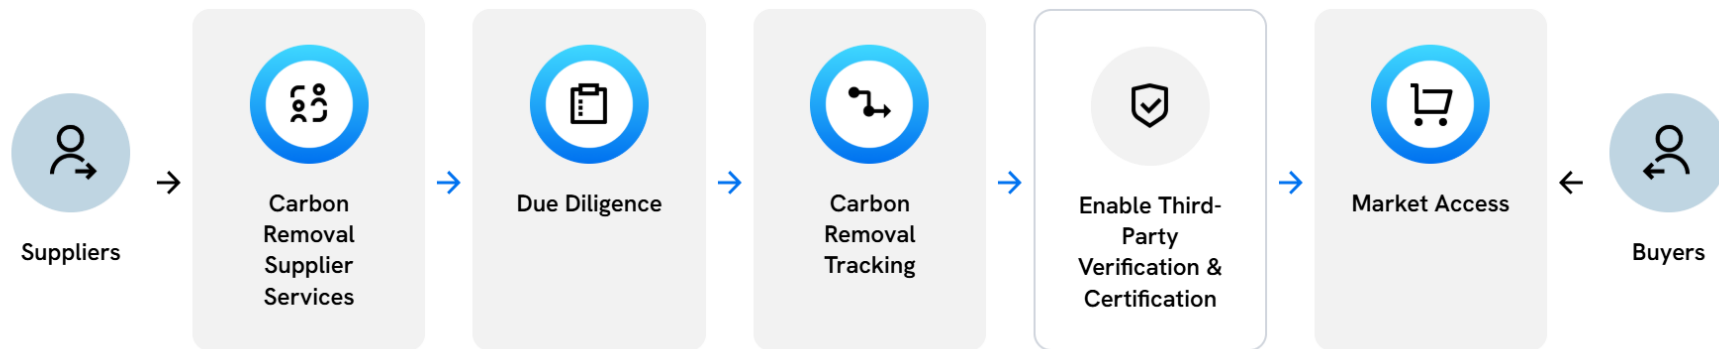 Suppliers
Carbon
Removal
Supplier
Services
Due Diligence
Carbon
Removal
Tracking
Enable Third-
Party
Verification &
Certification
Market Access
Buyers